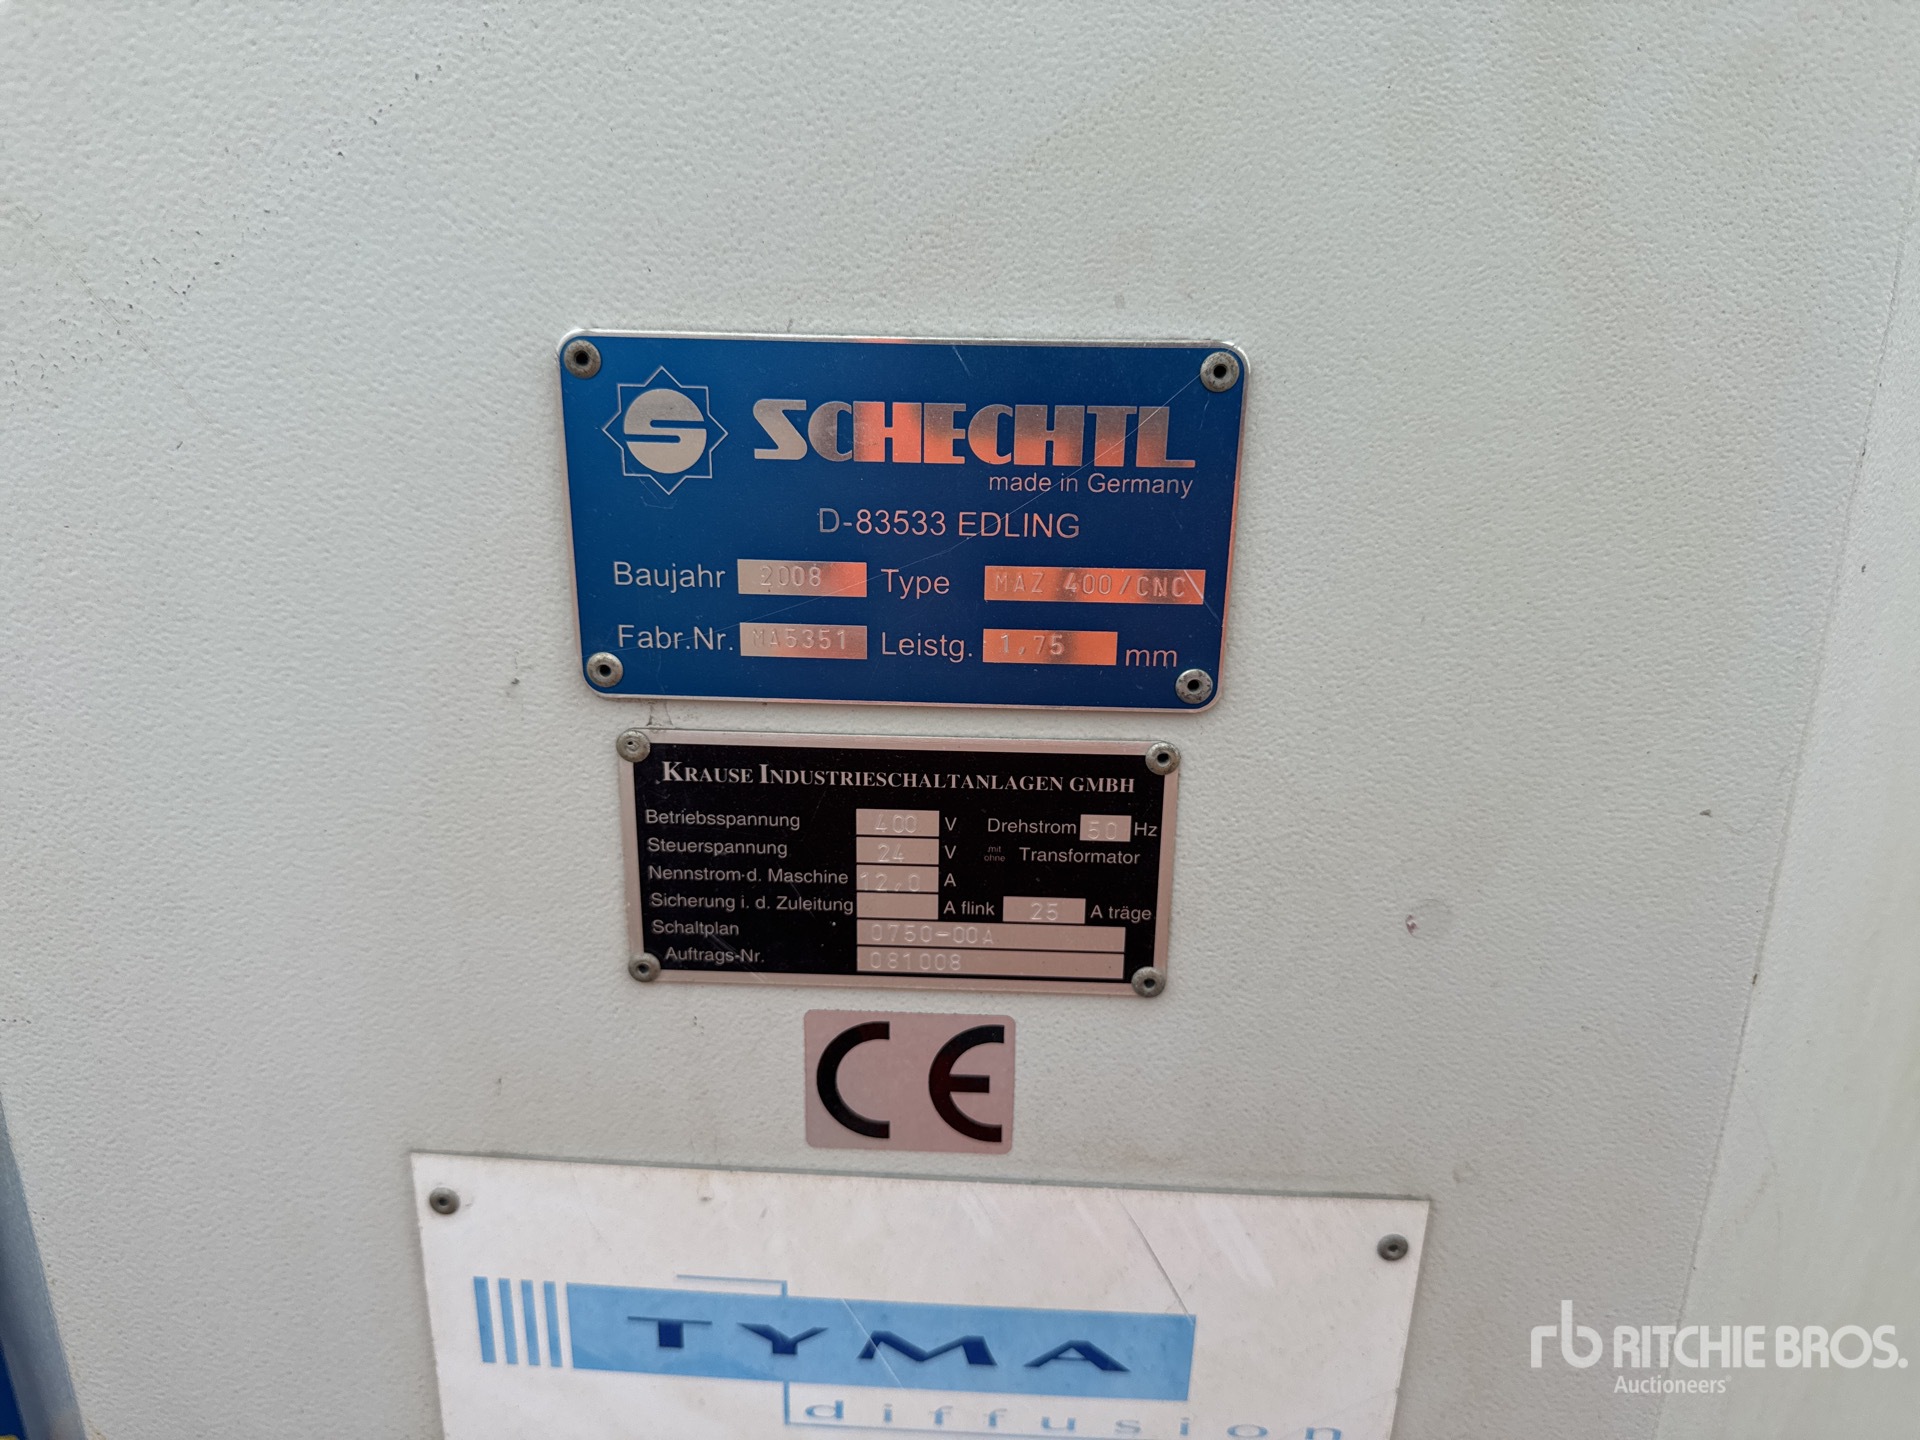 SCHECHTL
made in Germany
D-83533 EDLING
Baujahr 2008 Type MAZ 400/CNC
Fabr.Nr. MA5351 Leistg. 1,75 mm
KRAUSE INDUSTRIESCHALTANLAGEN GMBH
Betriebsspannung 400 V Drehstrom 50 Hz
Steuerspannung 24 V mit ohne Transformator
Nennstrom d. Maschine 12,0 A
Sicherung i. d. Zuleitung A flink 25 A träge
Schaltplan 0750-00A
Auftrags-Nr. 081008
CE
TYMA
diffusion
rb RITCHIE BROS.
Auctioneers